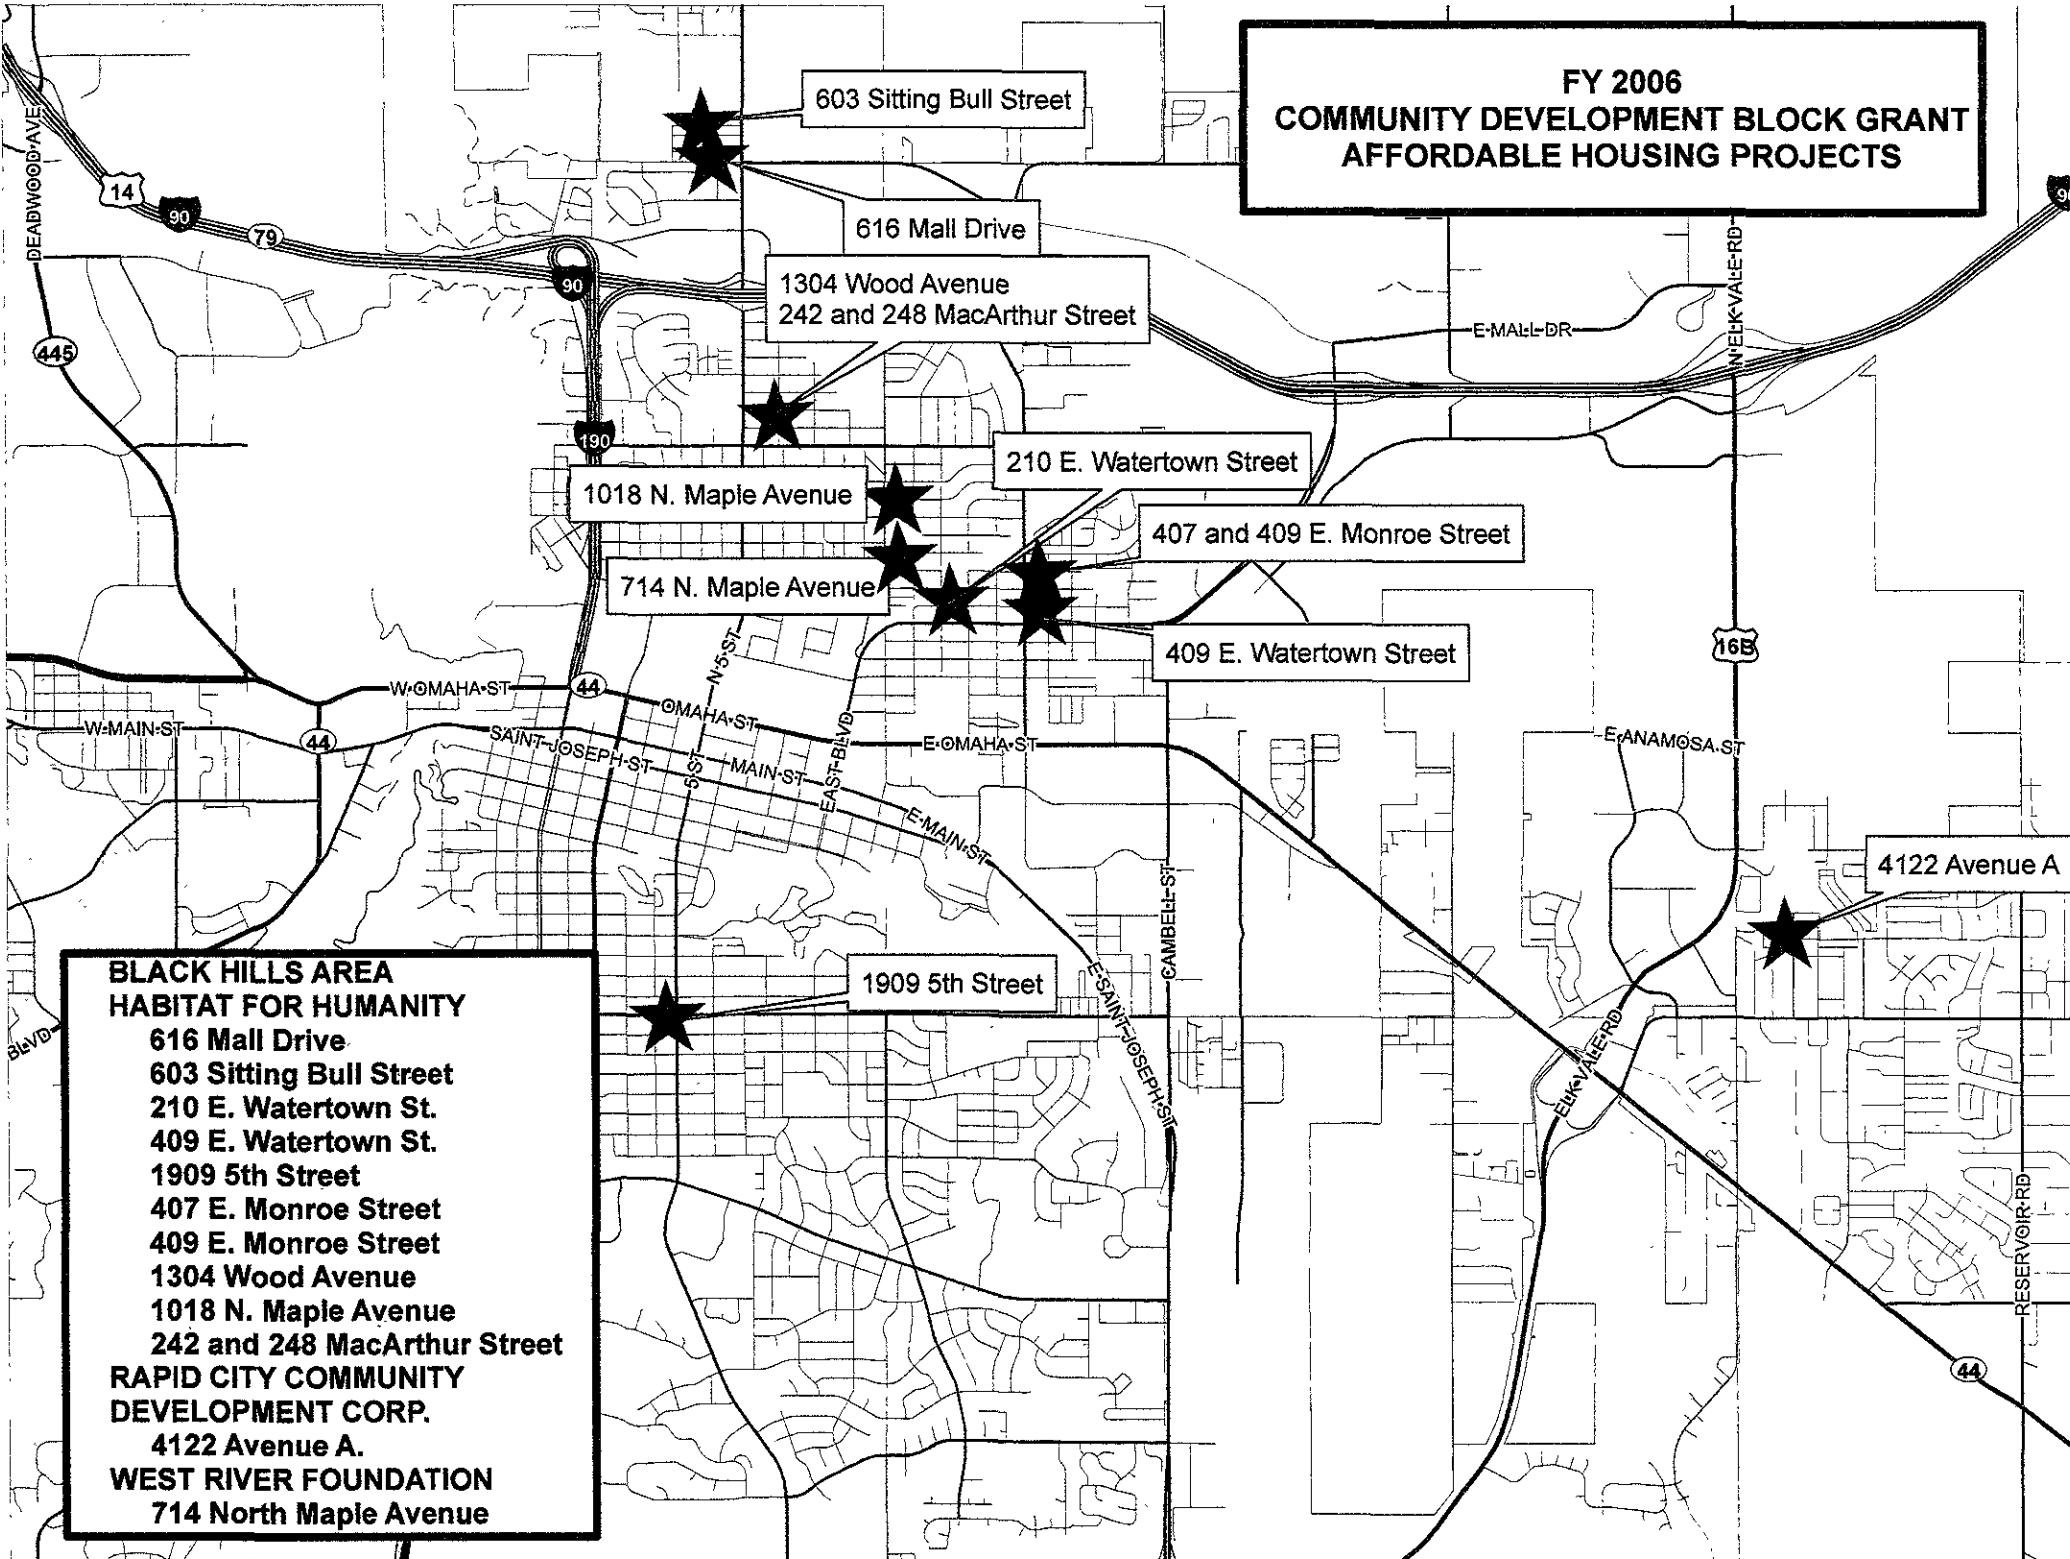 FY 2006
COMMUNITY DEVELOPMENT BLOCK GRANT
AFFORDABLE HOUSING PROJECTS
603 Sitting Bull Street
616 Mall Drive
1304 Wood Avenue
242 and 248 MacArthur Street
210 E. Watertown Street
1018 N. Maple Avenue
407 and 409 E. Monroe Street
714 N. Maple Avenue
409 E. Watertown Street
4122 Avenue A
1909 5th Street
DEADWOOD AVE
14
90
79
90
445
190
N ELK VALE RD
E MALL DR
16B
N 5 ST
W OMAHA ST
44
OMAHA ST
W MAIN ST
44
SAINT JOSEPH ST
5 ST
MAIN ST
EAST BLVD
E OMAHA ST
E MAIN ST
E ANAMOSA ST
CAMBELL ST
E SAINT JOSEPH ST
ELK VALE RD
RESERVOIR RD
44
BLVD
BLACK HILLS AREA
HABITAT FOR HUMANITY
616 Mall Drive
603 Sitting Bull Street
210 E. Watertown St.
409 E. Watertown St.
1909 5th Street
407 E. Monroe Street
409 E. Monroe Street
1304 Wood Avenue
1018 N. Maple Avenue
242 and 248 MacArthur Street
RAPID CITY COMMUNITY
DEVELOPMENT CORP.
4122 Avenue A.
WEST RIVER FOUNDATION
714 North Maple Avenue